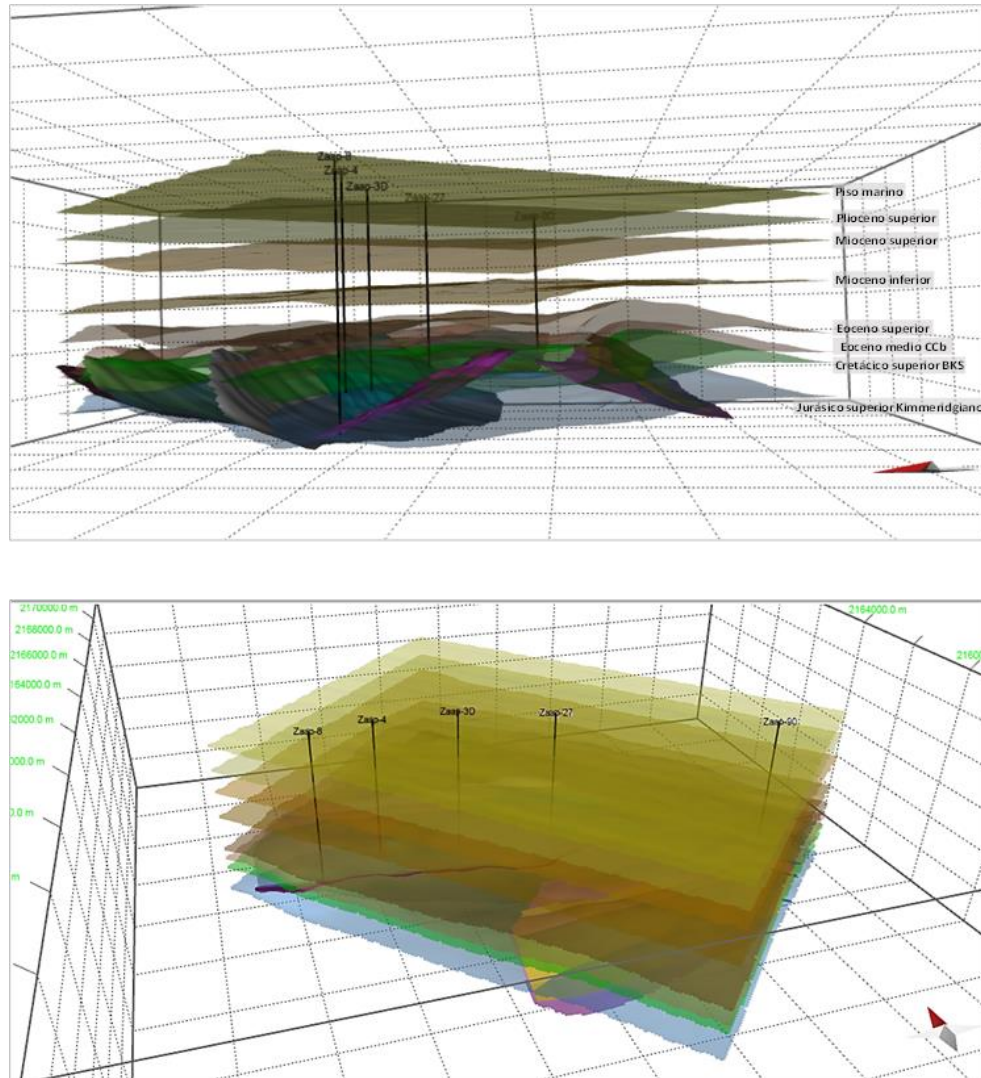 Zaap-8
Zaap-4
Zaap-3D
Zaap-27
Zaap-90
Piso marino
Plioceno superior
Mioceno superior
Mioceno inferior
Eoceno superior
Eoceno medio CCb
Cretácico superior BKS
Jurásico superior Kimmeridgiano
2170000.0 m
2168000.0 m
2166000.0 m
2164000.0 m
Zaap-8
Zaap-4
Zaap-3D
Zaap-27
Zaap-90